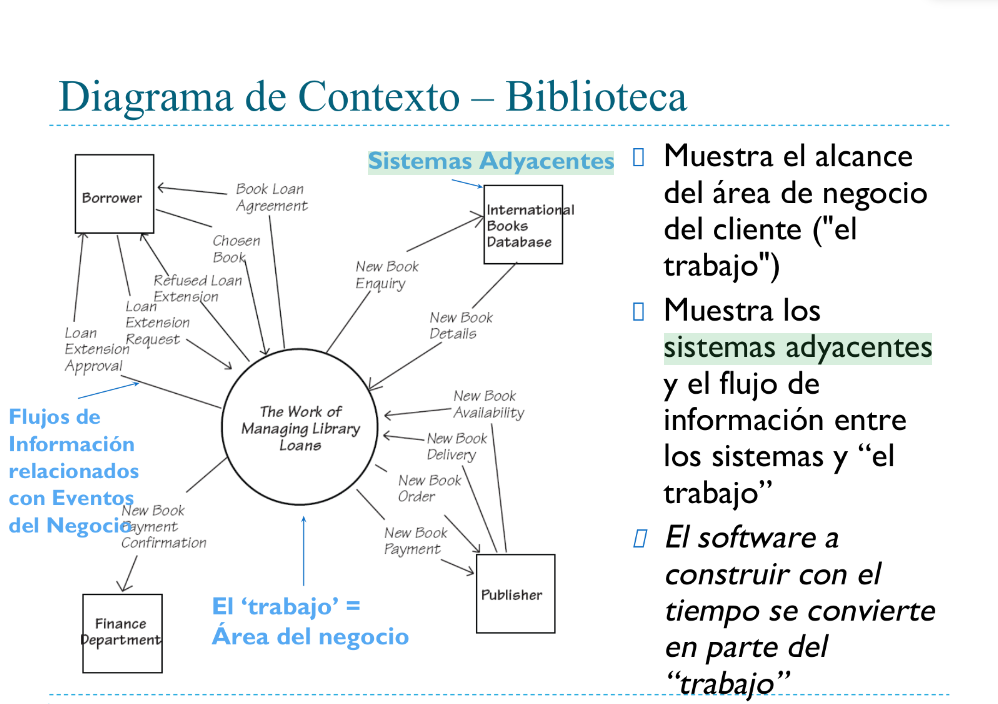 Diagrama de Contexto – Biblioteca
Sistemas Adyacentes
Borrower
Book Loan
Agreement
Chosen
Book
Refused Loan
Extension
Loan
Extension
Request
Loan
Extension
Approval
International
Books
Database
New Book
Enquiry
New Book
Details
The Work of
Managing Library
Loans
New Book
Availability
New Book
Delivery
New Book
Order
New Book
Payment
Publisher
Flujos de
Información
relacionados
con Eventos
del Negocio
New Book
Payment
Confirmation
Finance
Department
El ‘trabajo’ =
Área del negocio
Muestra el alcance
del área de negocio
del cliente ("el
trabajo")
Muestra los
sistemas adyacentes
y el flujo de
información entre
los sistemas y “el
trabajo”
El software a
construir con el
tiempo se convierte
en parte del
“trabajo”